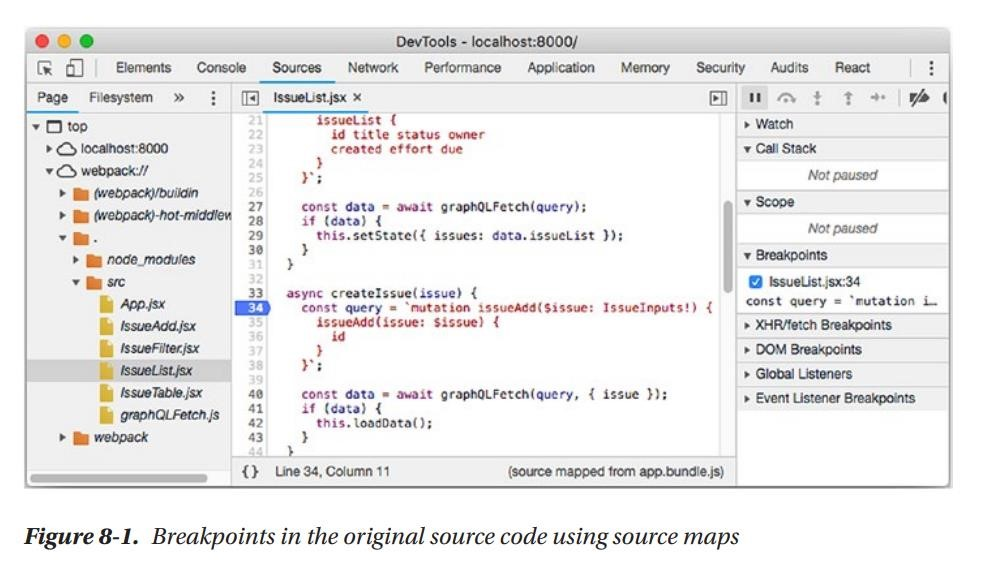 DevTools - localhost:8000/
Elements Console Sources Network Performance Application Memory Security Audits React
Page Filesystem » IssueList.jsx ×
top
localhost:8000
webpack://
(webpack)/buildin
(webpack)-hot-middlew
.
node_modules
src
App.jsx
IssueAdd.jsx
IssueFilter.jsx
IssueList.jsx
IssueTable.jsx
graphQLFetch.js
webpack
21 issueList {
22 id title status owner
23 created effort due
24 }
25 }`;
26
27 const data = await graphQLFetch(query);
28 if (data) {
29 this.setState({ issues: data.issueList });
30 }
31 }
32
33 async createIssue(issue) {
34 const query = `mutation issueAdd($issue: IssueInputs!) {
35 issueAdd(issue: $issue) {
36 id
37 }
38 }`;
39
40 const data = await graphQLFetch(query, { issue });
41 if (data) {
42 this.loadData();
43 }
44 }
{} Line 34, Column 11 (source mapped from app.bundle.js)
Watch
Call Stack
Not paused
Scope
Not paused
Breakpoints
IssueList.jsx:34
const query = `mutation i…
XHR/fetch Breakpoints
DOM Breakpoints
Global Listeners
Event Listener Breakpoints
Figure 8-1. Breakpoints in the original source code using source maps